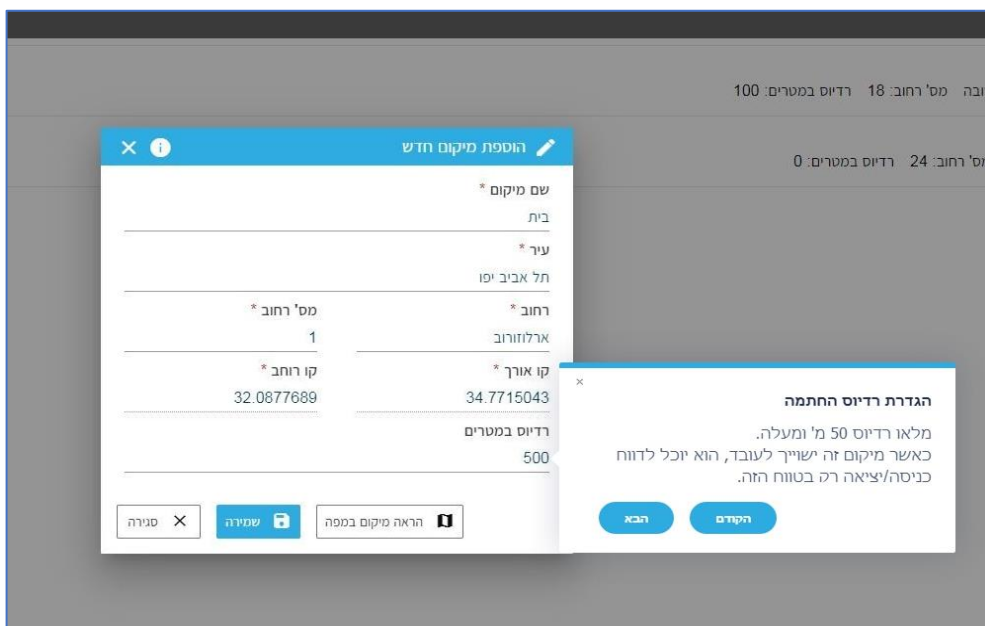 ובה מס' רחוב: 18 רדיוס במטרים: 100
מס' רחוב: 24 רדיוס במטרים: 0
הוספת מיקום חדש
שם מיקום *
בית
עיר *
תל אביב יפו
רחוב * מס' רחוב *
ארלוזורוב 1
קו אורך * קו רוחב *
34.7715043 32.0877689
רדיוס במטרים
500
הראה מיקום במפה שמירה סגירה
הגדרת רדיוס החתמה
מלאו רדיוס 50 מ' ומעלה.
כאשר מיקום זה ישוייך לעובד, הוא יוכל לדווח
כניסה/יציאה רק בטווח הזה.
הקודם הבא